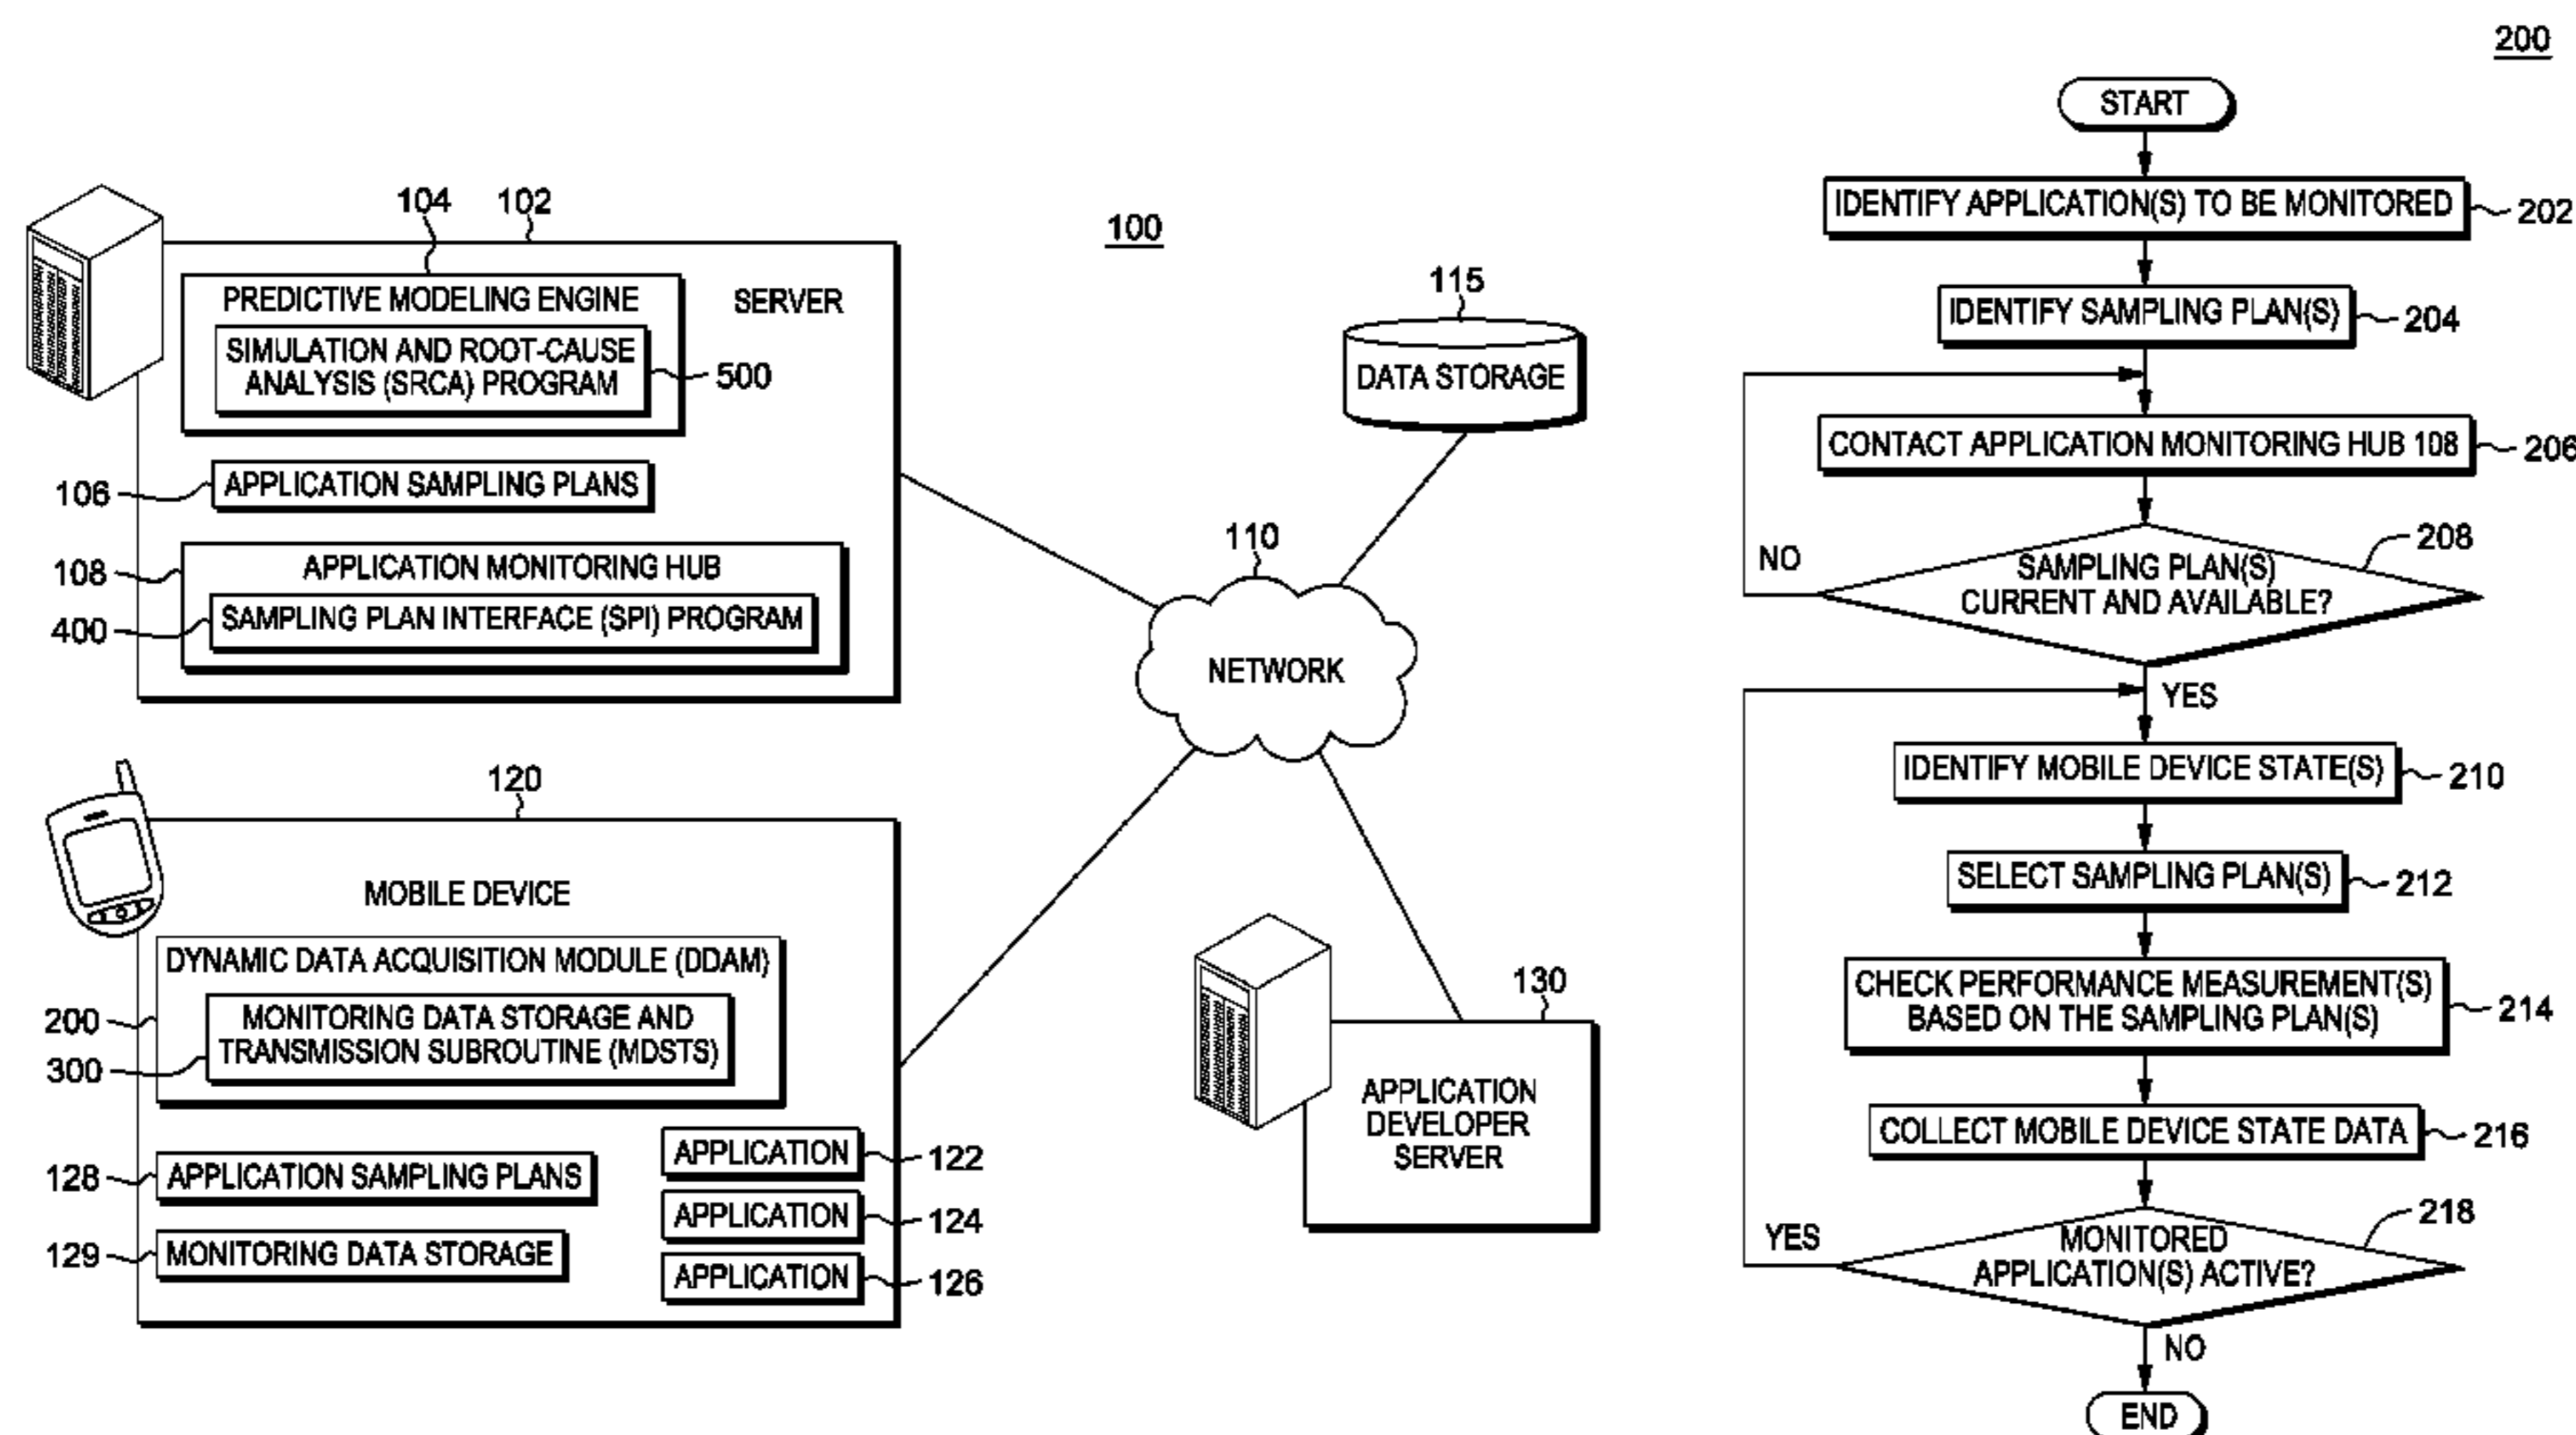 100
104
102
PREDICTIVE MODELING ENGINE
SERVER
SIMULATION AND ROOT-CAUSE
ANALYSIS (SRCA) PROGRAM
500
106
APPLICATION SAMPLING PLANS
108
APPLICATION MONITORING HUB
400
SAMPLING PLAN INTERFACE (SPI) PROGRAM
115
DATA STORAGE
110
NETWORK
120
MOBILE DEVICE
DYNAMIC DATA ACQUISITION MODULE (DDAM)
200
MONITORING DATA STORAGE AND
TRANSMISSION SUBROUTINE (MDSTS)
300
128
APPLICATION SAMPLING PLANS
129
MONITORING DATA STORAGE
APPLICATION
122
APPLICATION
124
APPLICATION
126
130
APPLICATION
DEVELOPER
SERVER
200
START
IDENTIFY APPLICATION(S) TO BE MONITORED
202
IDENTIFY SAMPLING PLAN(S)
204
CONTACT APPLICATION MONITORING HUB 108
206
NO
SAMPLING PLAN(S)
CURRENT AND AVAILABLE?
208
YES
IDENTIFY MOBILE DEVICE STATE(S)
210
SELECT SAMPLING PLAN(S)
212
CHECK PERFORMANCE MEASUREMENT(S)
BASED ON THE SAMPLING PLAN(S)
214
COLLECT MOBILE DEVICE STATE DATA
216
YES
MONITORED
APPLICATION(S) ACTIVE?
218
NO
END